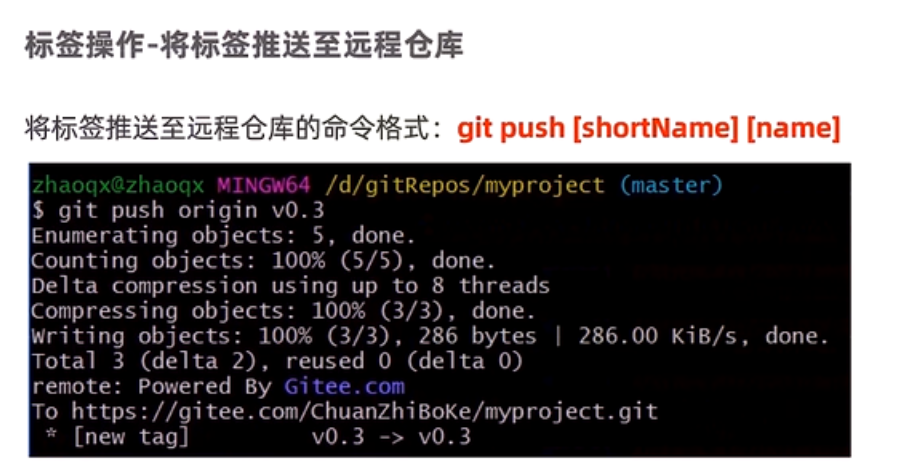 标签操作-将标签推送至远程仓库
将标签推送至远程仓库的命令格式：git push [shortName] [name]
zhaoqx@zhaoqx MINGW64 /d/gitRepos/myproject (master)
$ git push origin v0.3
Enumerating objects: 5, done.
Counting objects: 100% (5/5), done.
Delta compression using up to 8 threads
Compressing objects: 100% (3/3), done.
Writing objects: 100% (3/3), 286 bytes | 286.00 KiB/s, done.
Total 3 (delta 2), reused 0 (delta 0)
remote: Powered By Gitee.com
To https://gitee.com/ChuanZhiBoKe/myproject.git
 * [new tag]         v0.3 -> v0.3